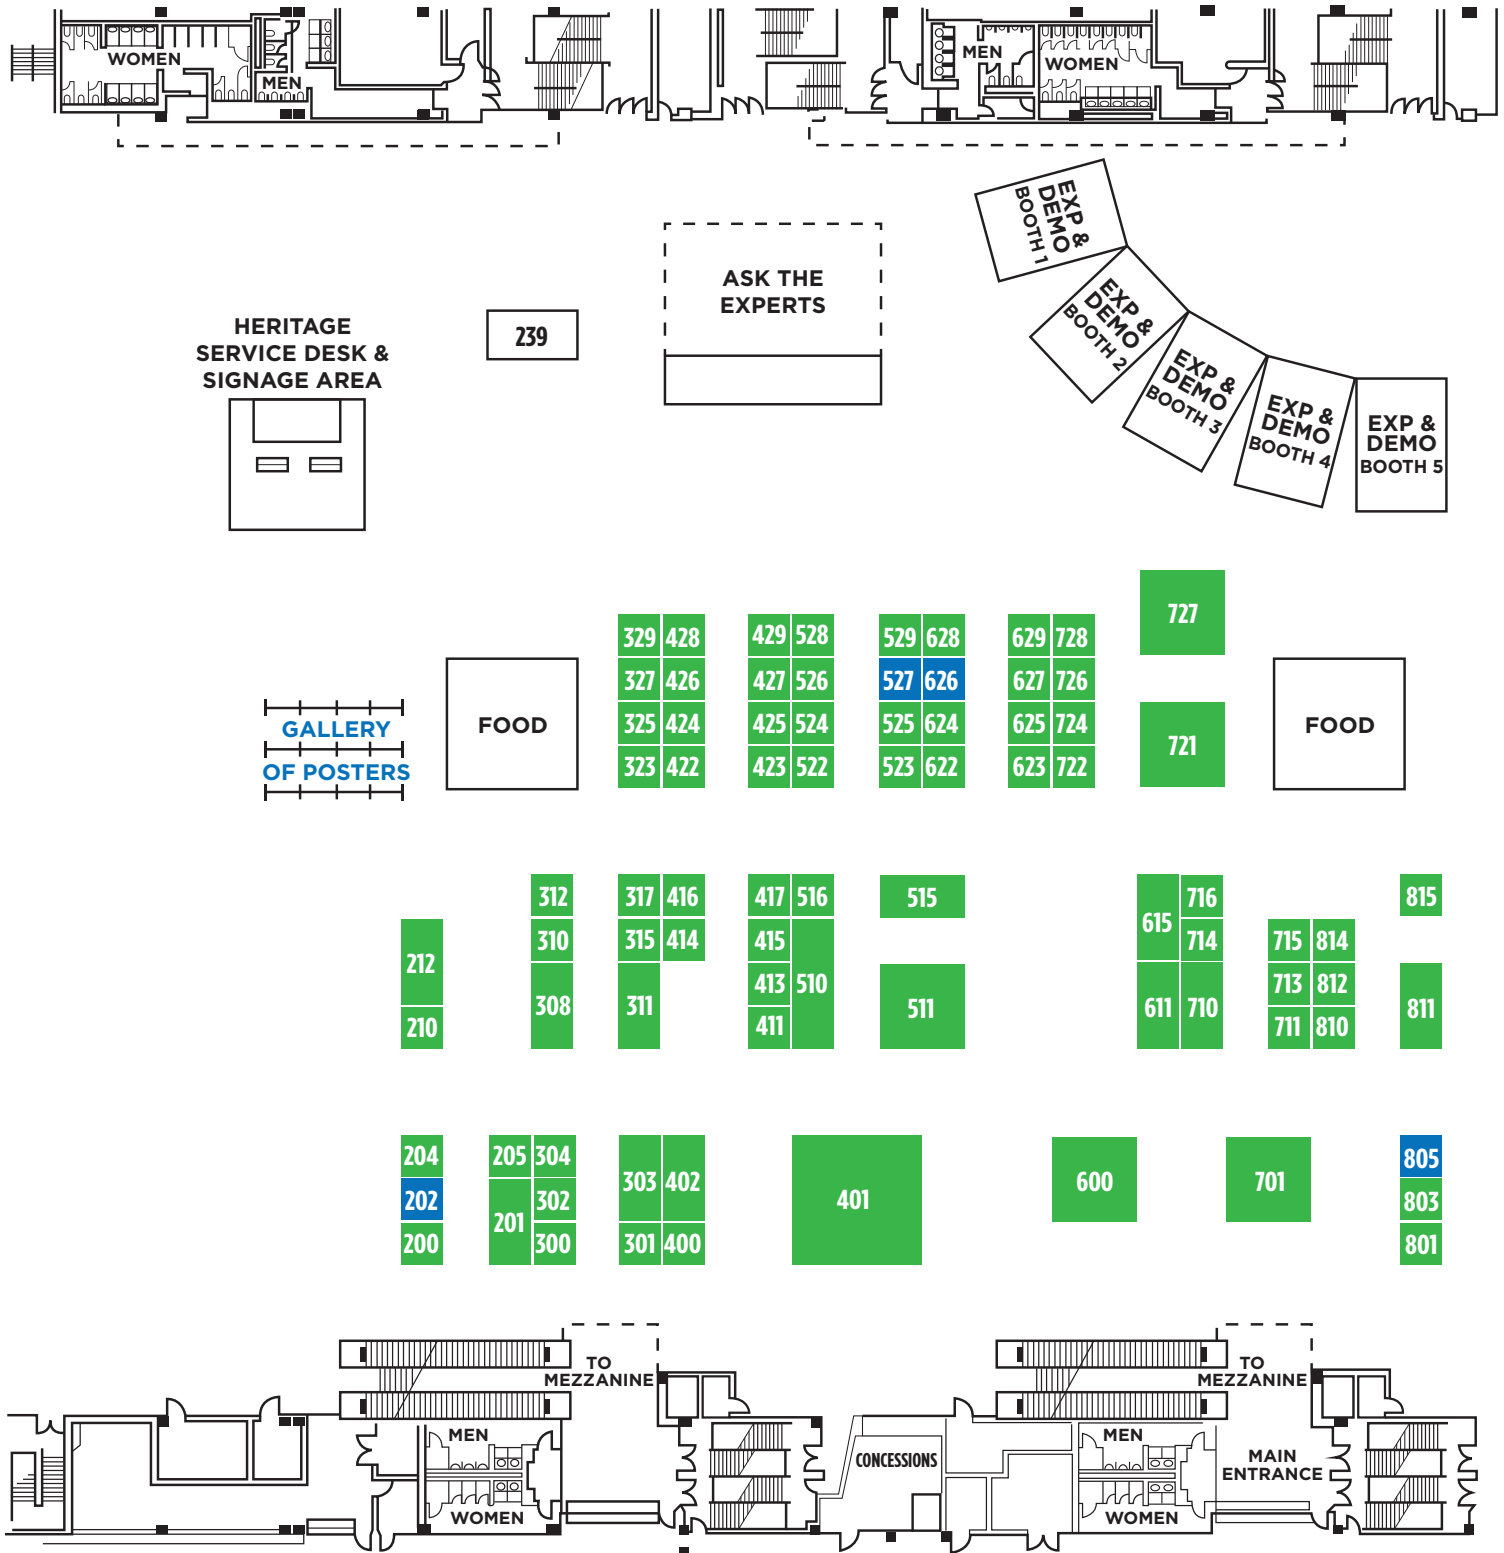 WOMEN
MEN
MEN
WOMEN
EXP &
DEMO
BOOTH 1
ASK THE
EXPERTS
EXP &
DEMO
BOOTH 2
HERITAGE
SERVICE DESK &
SIGNAGE AREA
239
EXP &
DEMO
BOOTH 3
EXP &
DEMO
BOOTH 4
EXP &
DEMO
BOOTH 5
727
329 428 429 528 529 628 629 728
327 426 427 526 527 626 627 726
GALLERY
OF POSTERS
FOOD
325 424 425 524 525 624 625 724
721
FOOD
323 422 423 522 523 622 623 722
312 317 416 417 516 515 716 815
615
310 315 414 415 714 715 814
212
308 311 413 510 511 611 710 713 812 811
210
411 711 810
204 205 304 805
303 402 401 600 701
202 302 803
201
200 300 301 400 801
TO
MEZZANINE
TO
MEZZANINE
MEN
WOMEN
CONCESSIONS
MEN
WOMEN
MAIN
ENTRANCE